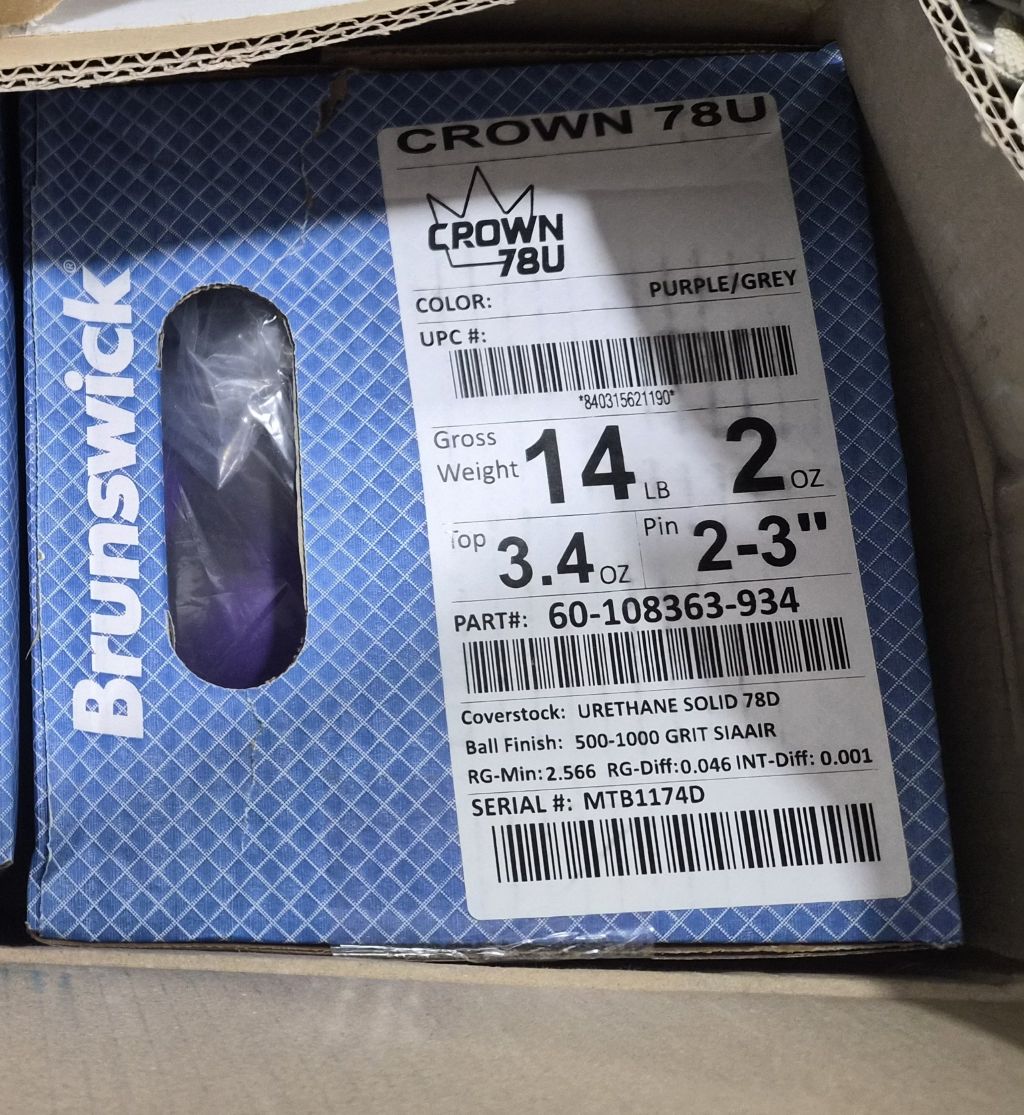 Brunswick®
CROWN 78U
CROWN
78U
COLOR: PURPLE/GREY
UPC #:
*840315621190*
Gross Weight 14 LB 2 OZ
Top 3.4 OZ Pin 2-3"
PART#: 60-108363-934
Coverstock: URETHANE SOLID 78D
Ball Finish: 500-1000 GRIT SIAAIR
RG-Min: 2.566 RG-Diff: 0.046 INT-Diff: 0.001
SERIAL #: MTB1174D